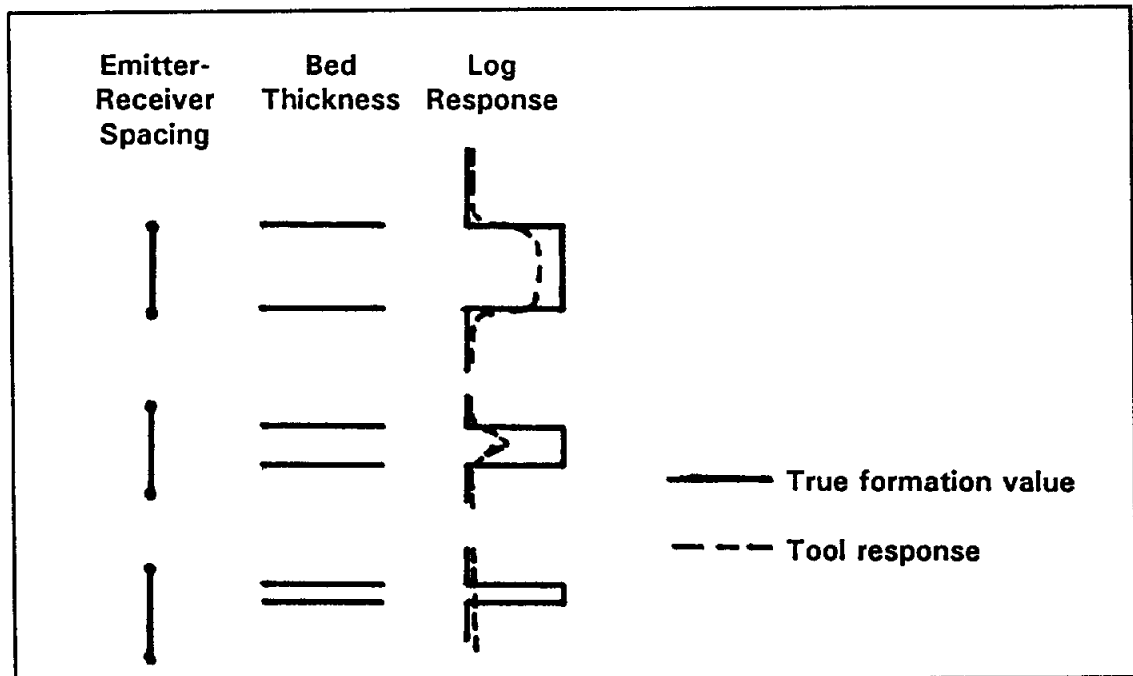 Emitter-
Receiver
Spacing
Bed
Thickness
Log
Response
True formation value
Tool response